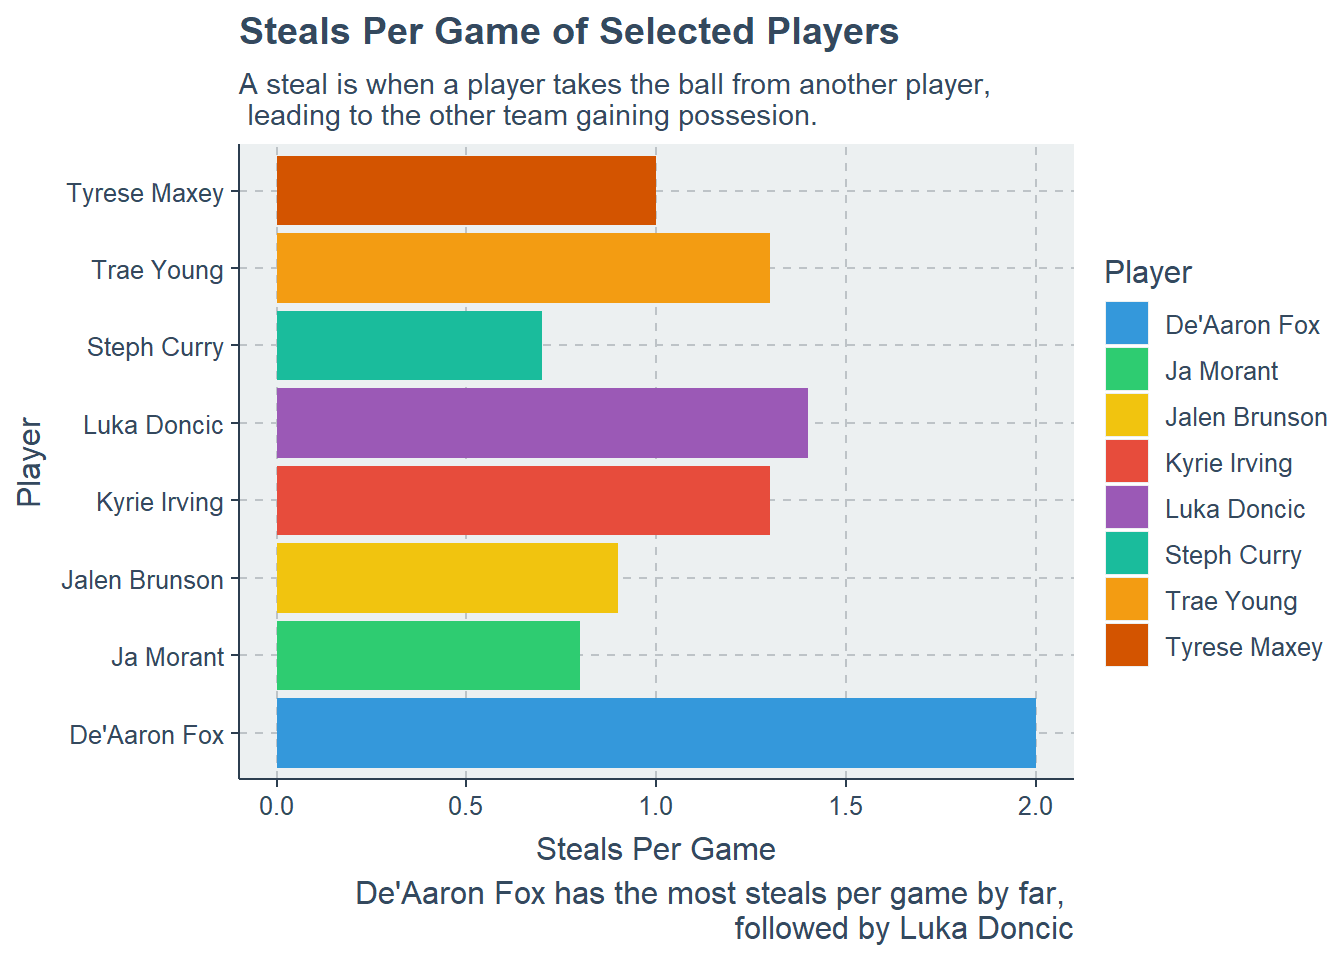 Steals Per Game of Selected Players
A steal is when a player takes the ball from another player,
leading to the other team gaining possesion.
Player
Tyrese Maxey
Trae Young
Steph Curry
Luka Doncic
Kyrie Irving
Jalen Brunson
Ja Morant
De'Aaron Fox
0.0 0.5 1.0 1.5 2.0
Steals Per Game
Player
De'Aaron Fox
Ja Morant
Jalen Brunson
Kyrie Irving
Luka Doncic
Steph Curry
Trae Young
Tyrese Maxey
De'Aaron Fox has the most steals per game by far,
followed by Luka Doncic